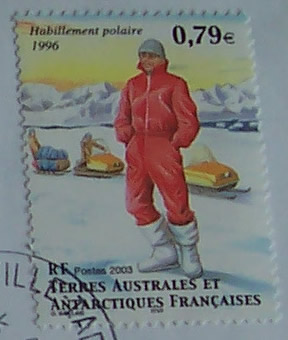 Habillement polaire
1996
0,79€
RF Postes 2003
TERRES AUSTRALES ET
ANTARCTIQUES FRANÇAISES